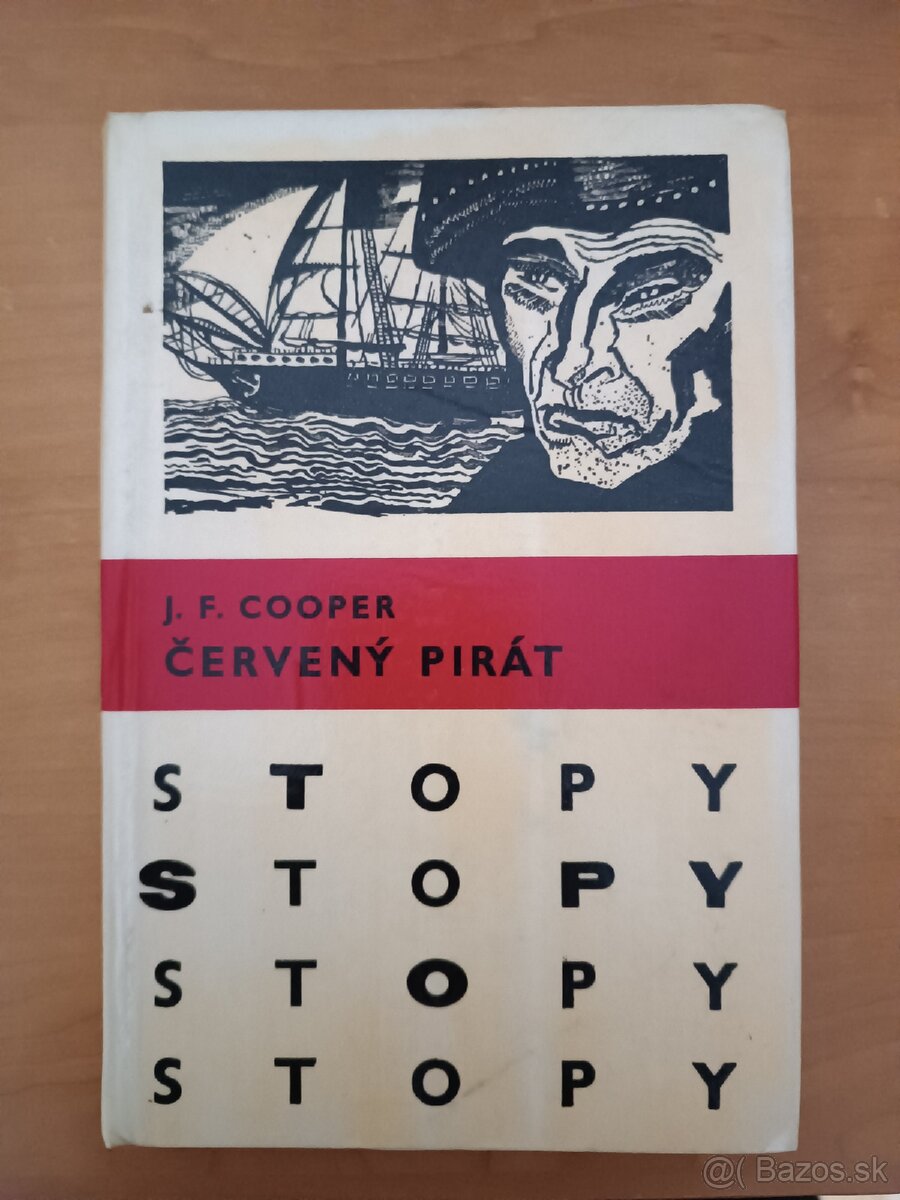 J. F. COOPER
ČERVENÝ PIRÁT
S T O P Y
S T O P Y
S T O P Y
S T O P Y
@( Bazos.sk